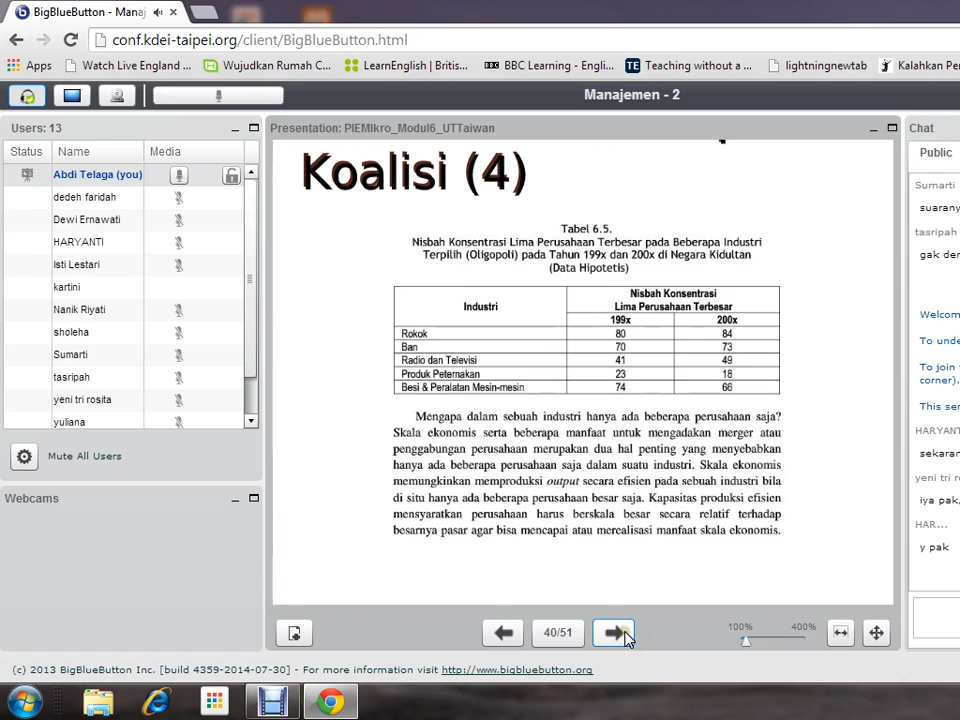 BigBlueButton - Manaj
conf.kdei-taipei.org/client/BigBlueButton.html
Apps Watch Live England ... Wujudkan Rumah C... LearnEnglish | Britis... BBC BBC Learning - Engli... TE Teaching without a ... lightningnewtab Kalahkan Pe
Manajemen - 2
Users: 13
Status Name Media
Abdi Telaga (you)
dedeh faridah
Dewi Ernawati
HARYANTI
Isti Lestari
kartini
Nanik Riyati
sholeha
Sumarti
tasripah
yeni tri rosita
yuliana
Mute All Users
Webcams
Presentation: PIEMIkro_Modul6_UTTaiwan
Koalisi (4)
Tabel 6.5.
Nisbah Konsentrasi Lima Perusahaan Terbesar pada Beberapa Industri
Terpilih (Oligopoli) pada Tahun 199x dan 200x di Negara Kidultan
(Data Hipotetis)
Industri Nisbah Konsentrasi
Lima Perusahaan Terbesar
199x 200x
Rokok 80 84
Ban 70 73
Radio dan Televisi 41 49
Produk Peternakan 23 18
Besi & Peralatan Mesin-mesin 74 66
Mengapa dalam sebuah industri hanya ada beberapa perusahaan saja?
Skala ekonomis serta beberapa manfaat untuk mengadakan merger atau
penggabungan perusahaan merupakan dua hal penting yang menyebabkan
hanya ada beberapa perusahaan saja dalam suatu industri. Skala ekonomis
memungkinkan memproduksi output secara efisien pada sebuah industri bila
di situ hanya ada beberapa perusahaan besar saja. Kapasitas produksi efisien
mensyaratkan perusahaan harus berskala besar secara relatif terhadap
besarnya pasar agar bisa mencapai atau merealisasi manfaat skala ekonomis.
40/51
100% 400%
Chat
Public
Sumarti
suarany
tasripah
gak der
Welcom
To unde
To join
corner).
This ser
HARYANT
sekaran
yeni tri ros
iya pak,
HAR...
y pak
(c) 2013 BigBlueButton Inc. [build 4359-2014-07-30] - For more information visit http://www.bigbluebutton.org